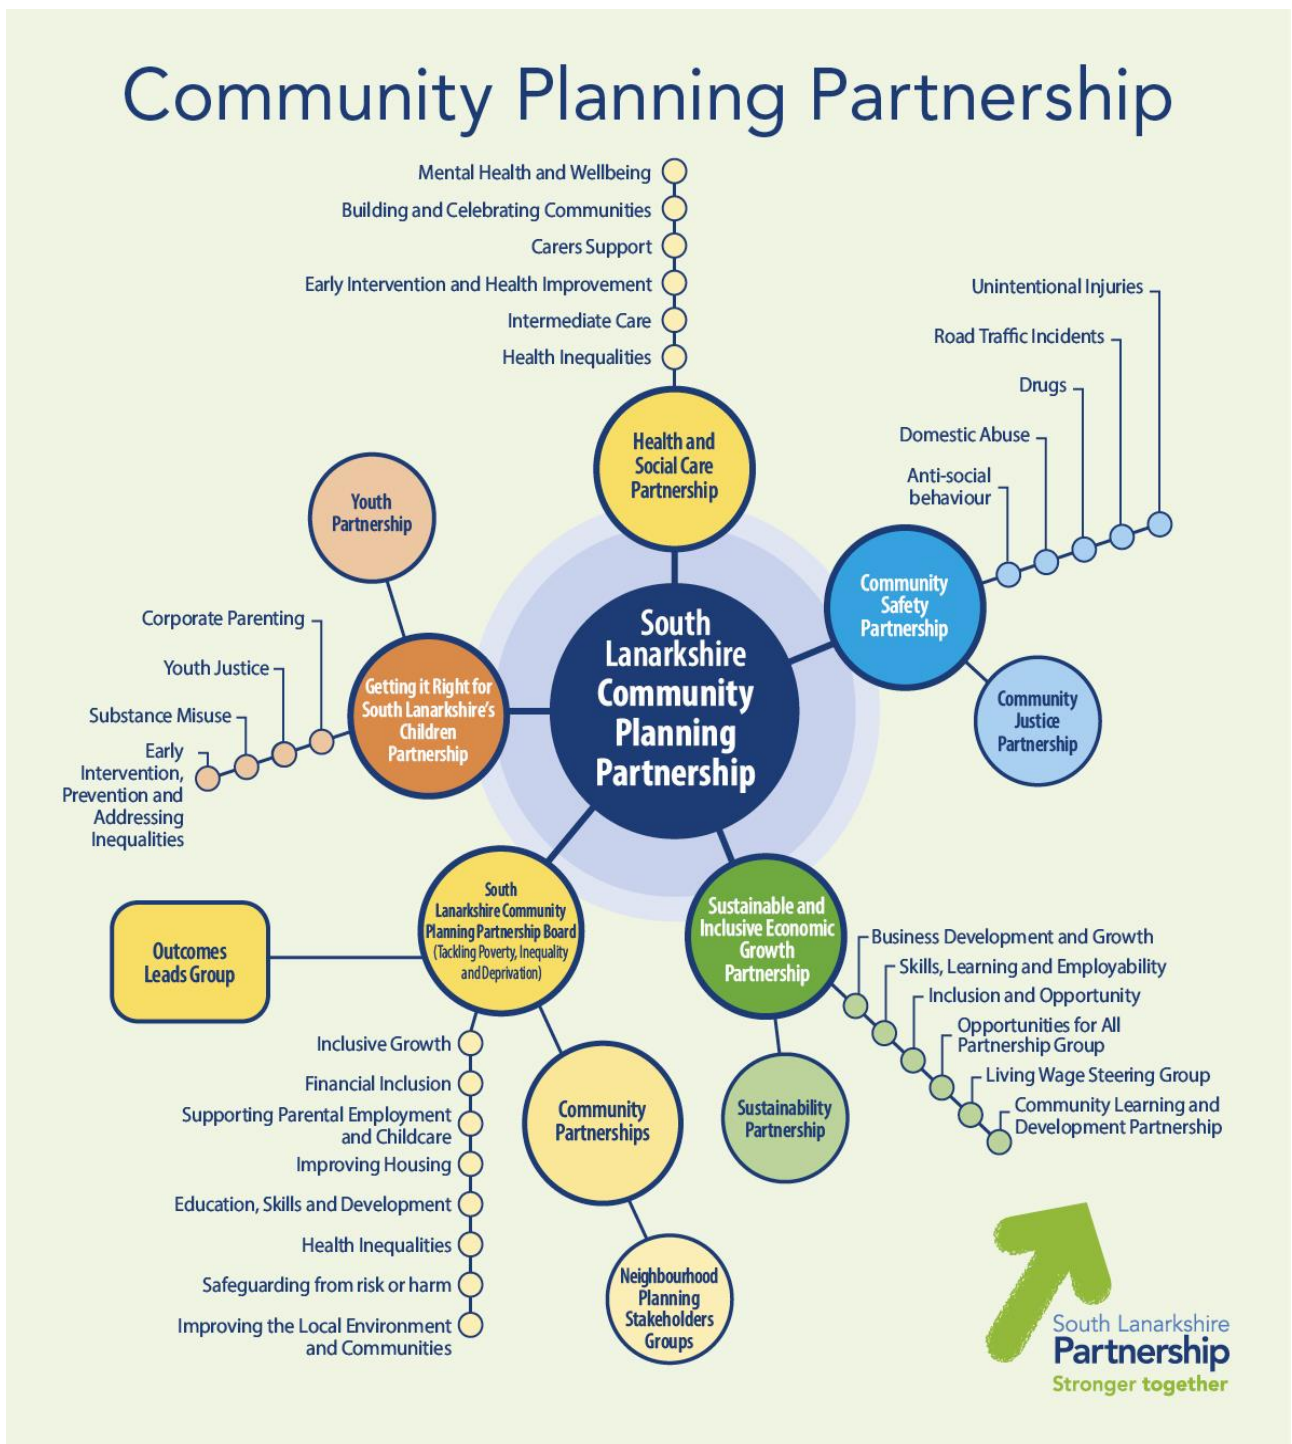 Community Planning Partnership
Mental Health and Wellbeing
Building and Celebrating Communities
Carers Support
Early Intervention and Health Improvement
Intermediate Care
Health Inequalities
Health and
Social Care
Partnership
Unintentional Injuries
Road Traffic Incidents
Drugs
Domestic Abuse
Anti-social
behaviour
Community
Safety
Partnership
Community
Justice
Partnership
Youth
Partnership
Corporate Parenting
Youth Justice
Substance Misuse
Early
Intervention,
Prevention and
Addressing
Inequalities
Getting it Right for
South Lanarkshire's
Children
Partnership
South
Lanarkshire
Community
Planning
Partnership
South
Lanarkshire Community
Planning Partnership Board
(Tackling Poverty, Inequality
and Deprivation)
Outcomes
Leads Group
Inclusive Growth
Financial Inclusion
Supporting Parental Employment
and Childcare
Improving Housing
Education, Skills and Development
Health Inequalities
Safeguarding from risk or harm
Improving the Local Environment
and Communities
Community
Partnerships
Neighbourhood
Planning
Stakeholders
Groups
Sustainable and
Inclusive Economic
Growth
Partnership
Sustainability
Partnership
Business Development and Growth
Skills, Learning and Employability
Inclusion and Opportunity
Opportunities for All
Partnership Group
Living Wage Steering Group
Community Learning and
Development Partnership
South Lanarkshire
Partnership
Stronger together